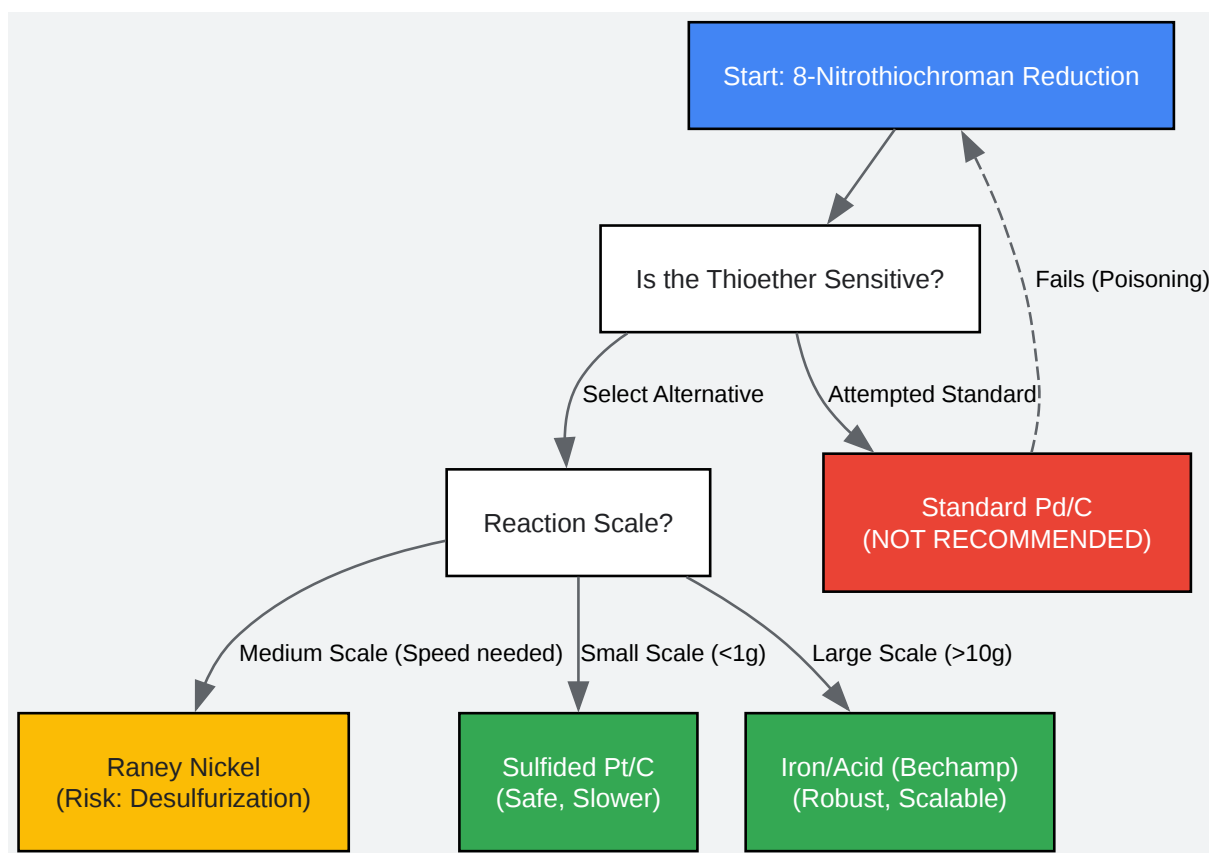 Start: 8-Nitrothiochroman Reduction
Is the Thioether Sensitive?
Fails (Poisoning)
Select Alternative
Attempted Standard
Reaction Scale?
Standard Pd/C
(NOT RECOMMENDED)
Medium Scale (Speed needed)
Small Scale (<1g)
Large Scale (>10g)
Raney Nickel
(Risk: Desulfurization)
Sulfided Pt/C
(Safe, Slower)
Iron/Acid (Bechamp)
(Robust, Scalable)